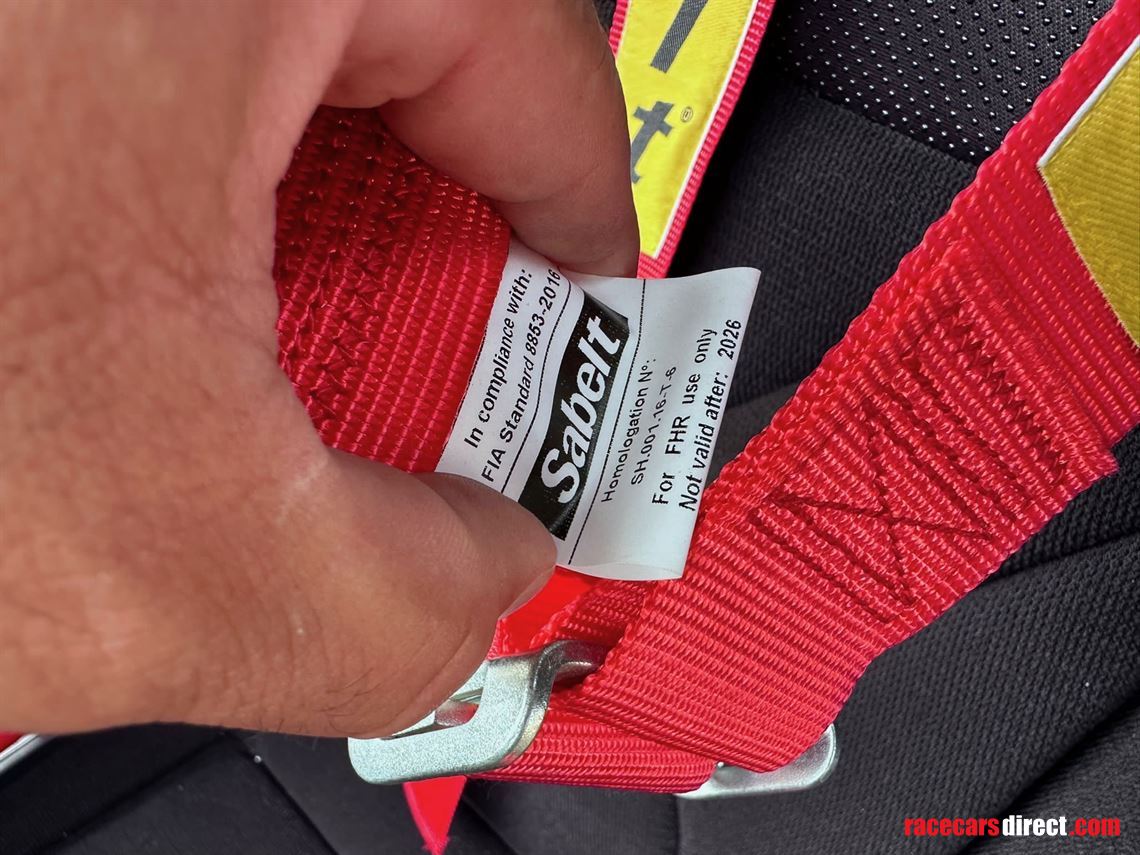 In compliance with:
FIA Standard 8853-2016
Sabelt
Homologation N°:
SH.001.16-T-6
For FHR use only
Not valid after: 2026
t®
racecarsdirect.com